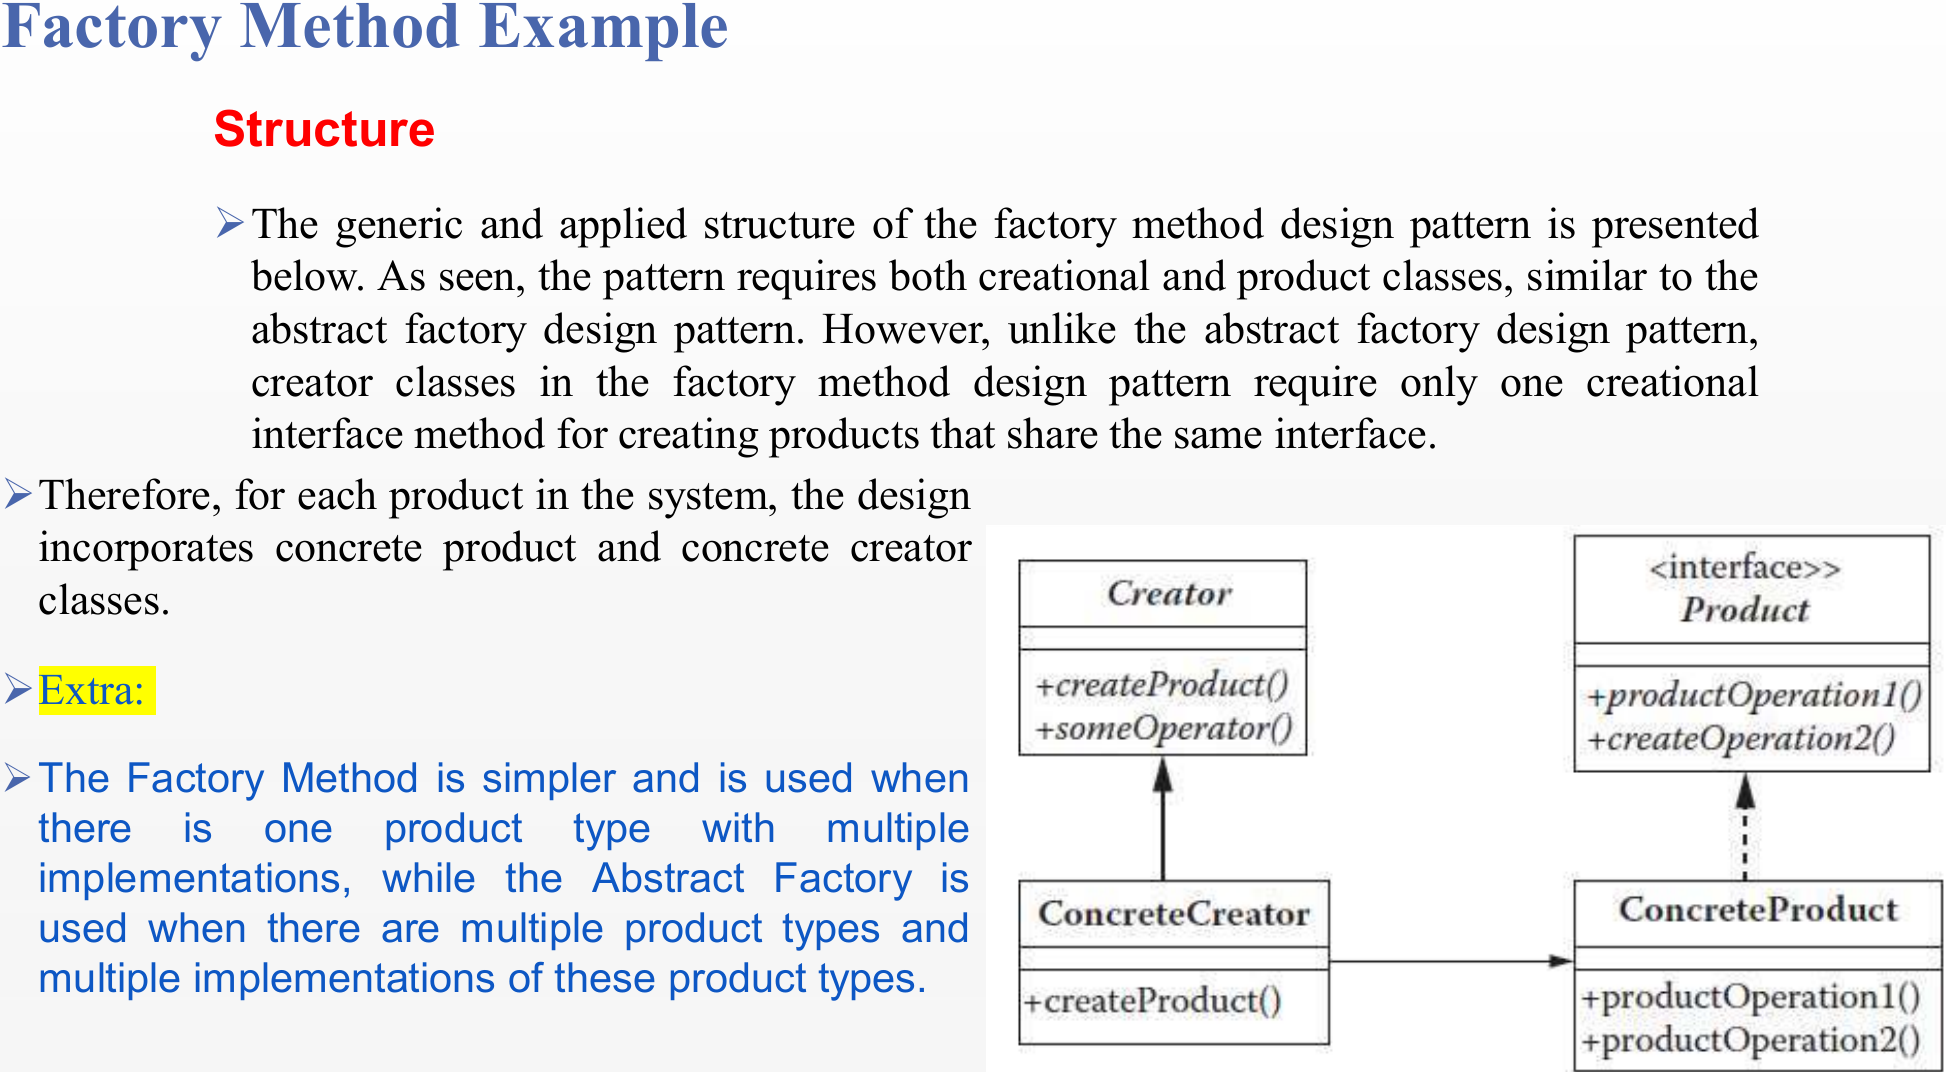 Factory Method Example
Structure
The generic and applied structure of the factory method design pattern is presented
below. As seen, the pattern requires both creational and product classes, similar to the
abstract factory design pattern. However, unlike the abstract factory design pattern,
creator classes in the factory method design pattern require only one creational
interface method for creating products that share the same interface.
Therefore, for each product in the system, the design
incorporates concrete product and concrete creator
classes.
Extra:
The Factory Method is simpler and is used when
there is one product type with multiple
implementations, while the Abstract Factory is
used when there are multiple product types and
multiple implementations of these product types.
Creator
+createProduct()
+someOperator()
<interface>>
Product
+productOperation1()
+createOperation2()
ConcreteCreator
+createProduct()
ConcreteProduct
+productOperation1()
+productOperation2()